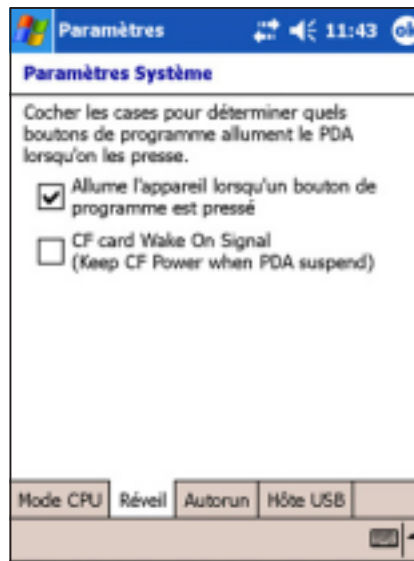 Paramètres 11:43 ok
Paramètres Système
Cocher les cases pour déterminer quels
boutons de programme allument le PDA
lorsqu'on les presse.
Allume l'appareil lorsqu'un bouton de
programme est pressé
CF card Wake On Signal
(Keep CF Power when PDA suspend)
Mode CPU Réveil Autorun Hôte USB